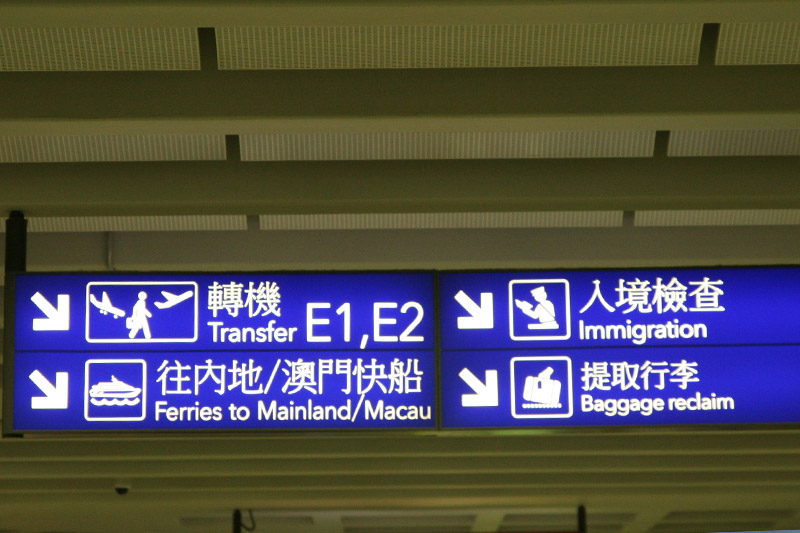 轉機
Transfer E1,E2
往內地/澳門快船
Ferries to Mainland/Macau
入境檢查
Immigration
提取行李
Baggage reclaim